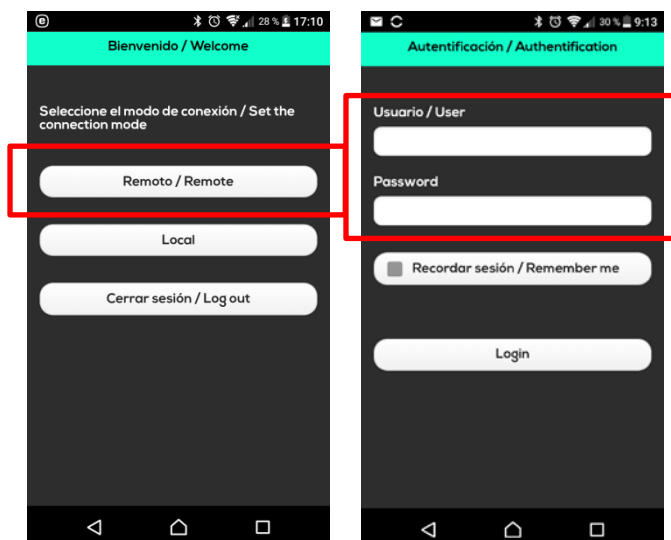 28 % 17:10
Bienvenido / Welcome
Seleccione el modo de conexión / Set the
connection mode
Remoto / Remote
Local
Cerrar sesión / Log out
30 % 9:13
Autentificación / Authentification
Usuario / User
Password
Recordar sesión / Remember me
Login